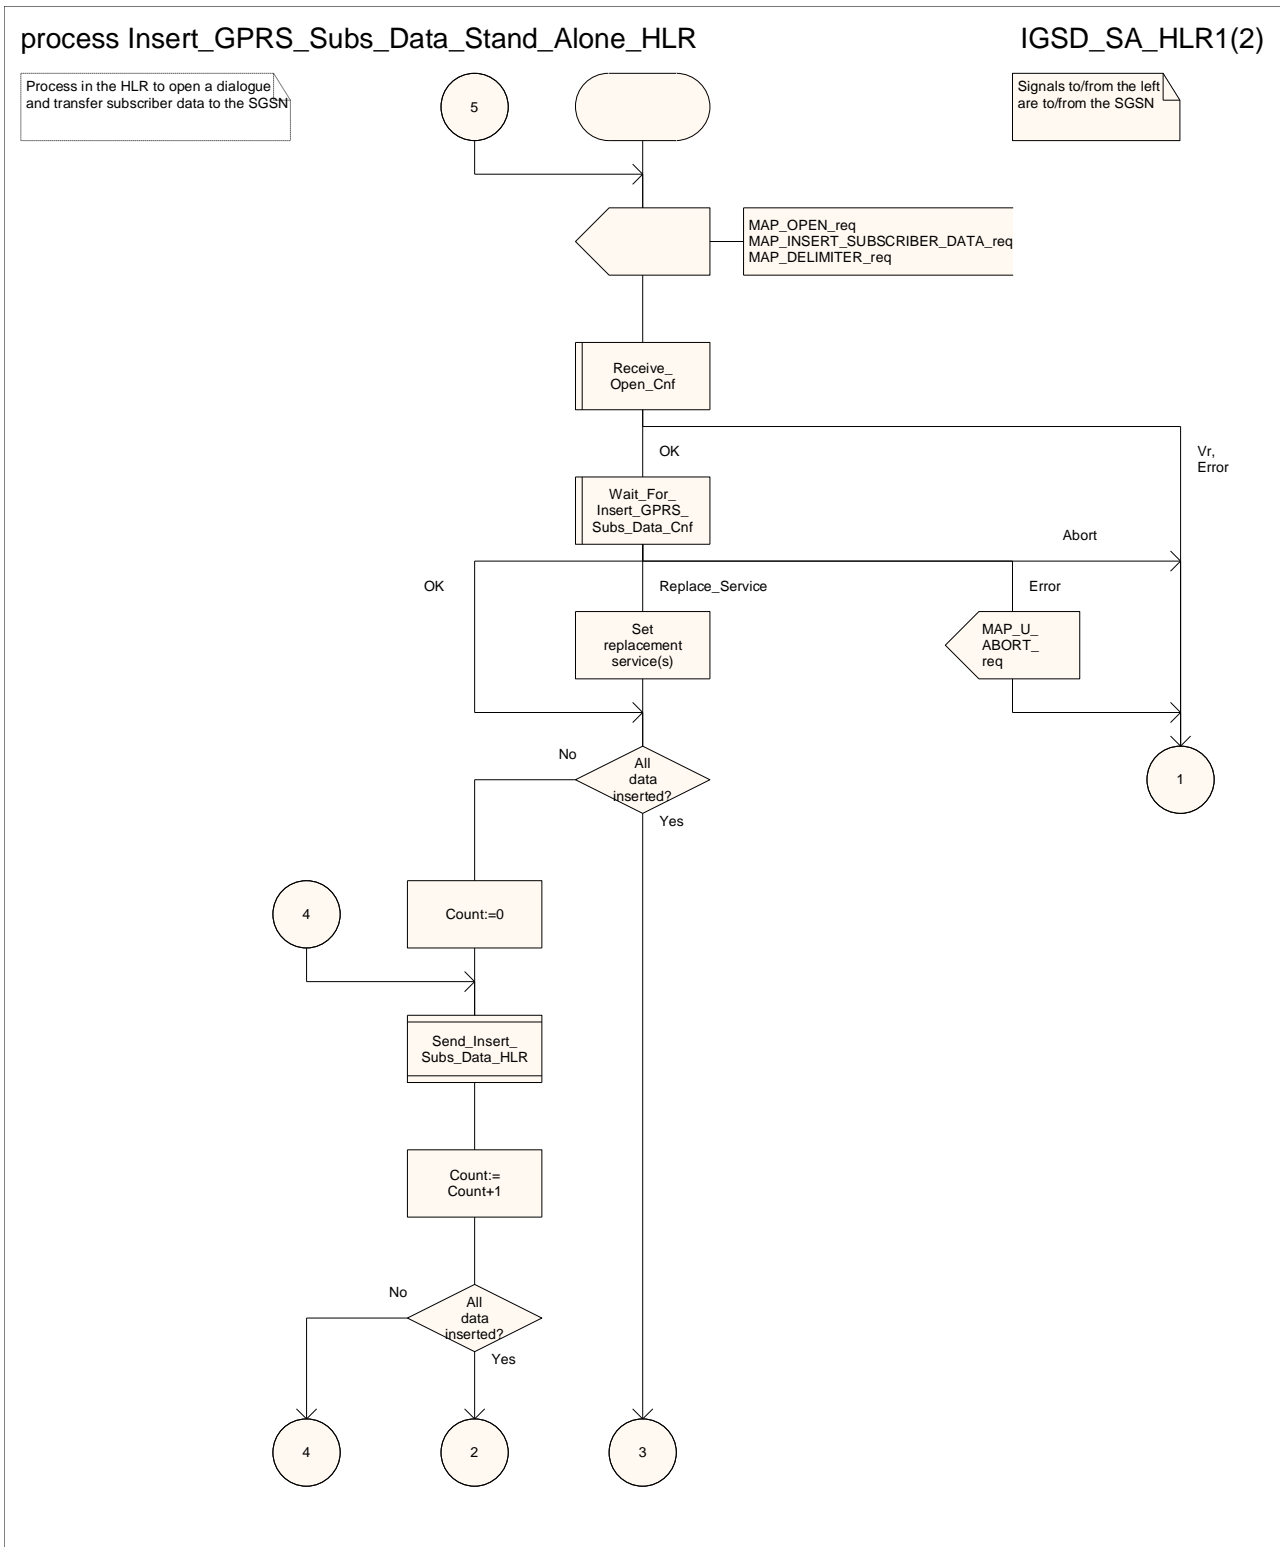 process Insert_GPRS_Subs_Data_Stand_Alone_HLR
IGSD_SA_HLR1(2)
Process in the HLR to open a dialogue
and transfer subscriber data to the SGSN
5
Signals to/from the left
are to/from the SGSN
MAP_OPEN_req
MAP_INSERT_SUBSCRIBER_DATA_req
MAP_DELIMITER_req
Receive_
Open_Cnf
OK
Vr,
Error
Wait_For_
Insert_GPRS_
Subs_Data_Cnf
Abort
OK
Replace_Service
Error
Set
replacement
service(s)
MAP_U_
ABORT_
req
No
All
data
inserted?
Yes
1
4
Count:=0
Send_Insert_
Subs_Data_HLR
Count:=
Count+1
No
All
data
inserted?
Yes
4
2
3